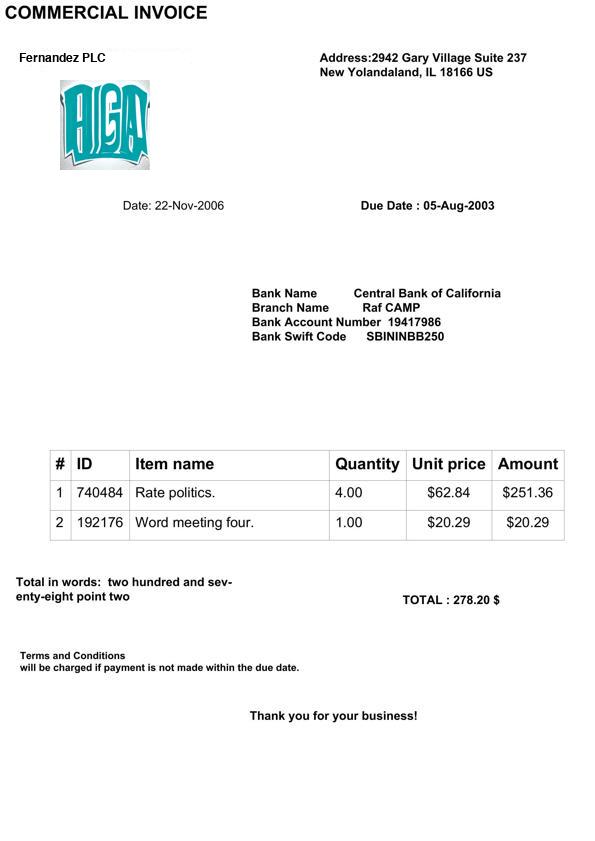 COMMERCIAL INVOICE
Fernandez PLC
Address:2942 Gary Village Suite 237
New Yolandaland, IL 18166 US
HGA
Date: 22-Nov-2006
Due Date : 05-Aug-2003
Bank Name Central Bank of California
Branch Name Raf CAMP
Bank Account Number 19417986
Bank Swift Code SBININBB250
# ID Item name Quantity Unit price Amount
1 740484 Rate politics. 4.00 $62.84 $251.36
2 192176 Word meeting four. 1.00 $20.29 $20.29
Total in words: two hundred and sev-
enty-eight point two
TOTAL : 278.20 $
Terms and Conditions
will be charged if payment is not made within the due date.
Thank you for your business!